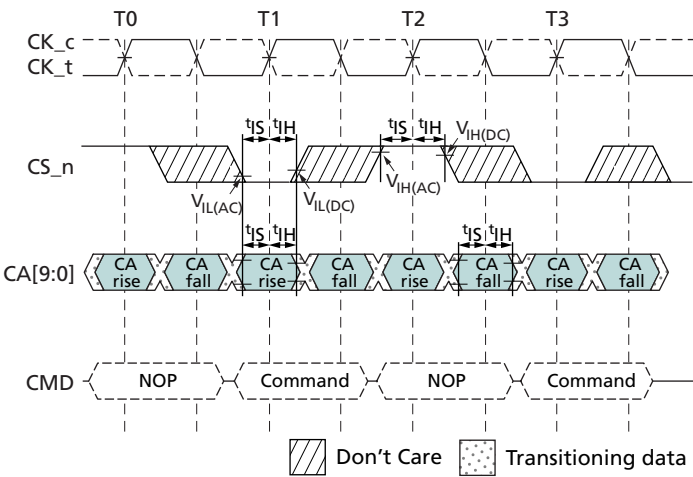 T0 T1 T2 T3
CK_c
CK_t
tIS tIH tIS tIH VIH(DC)
CS_n
VIL(AC) VIL(DC) VIH(AC)
tIS tIH tIS tIH
CA[9:0] CA rise CA fall CA rise CA fall CA rise CA fall CA rise CA fall
CMD NOP Command NOP Command
Don't Care Transitioning data